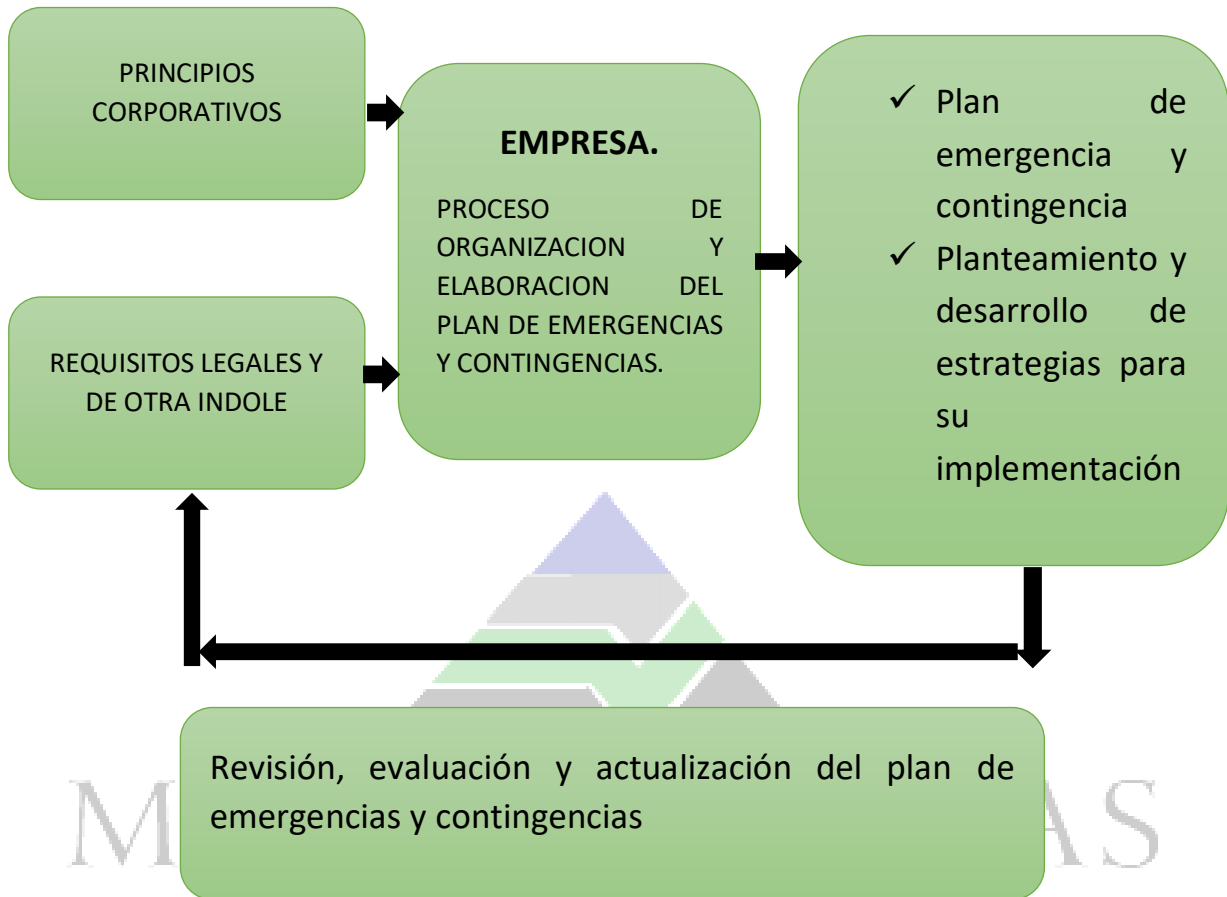 PRINCIPIOS
CORPORATIVOS
REQUISITOS LEGALES Y
DE OTRA INDOLE
EMPRESA.
PROCESO DE
ORGANIZACION Y
ELABORACION DEL
PLAN DE EMERGENCIAS
Y CONTINGENCIAS.
✓ Plan de
emergencia y
contingencia
✓ Planteamiento y
desarrollo de
estrategias para
su
implementación
Revisión, evaluación y actualización del plan de
emergencias y contingencias